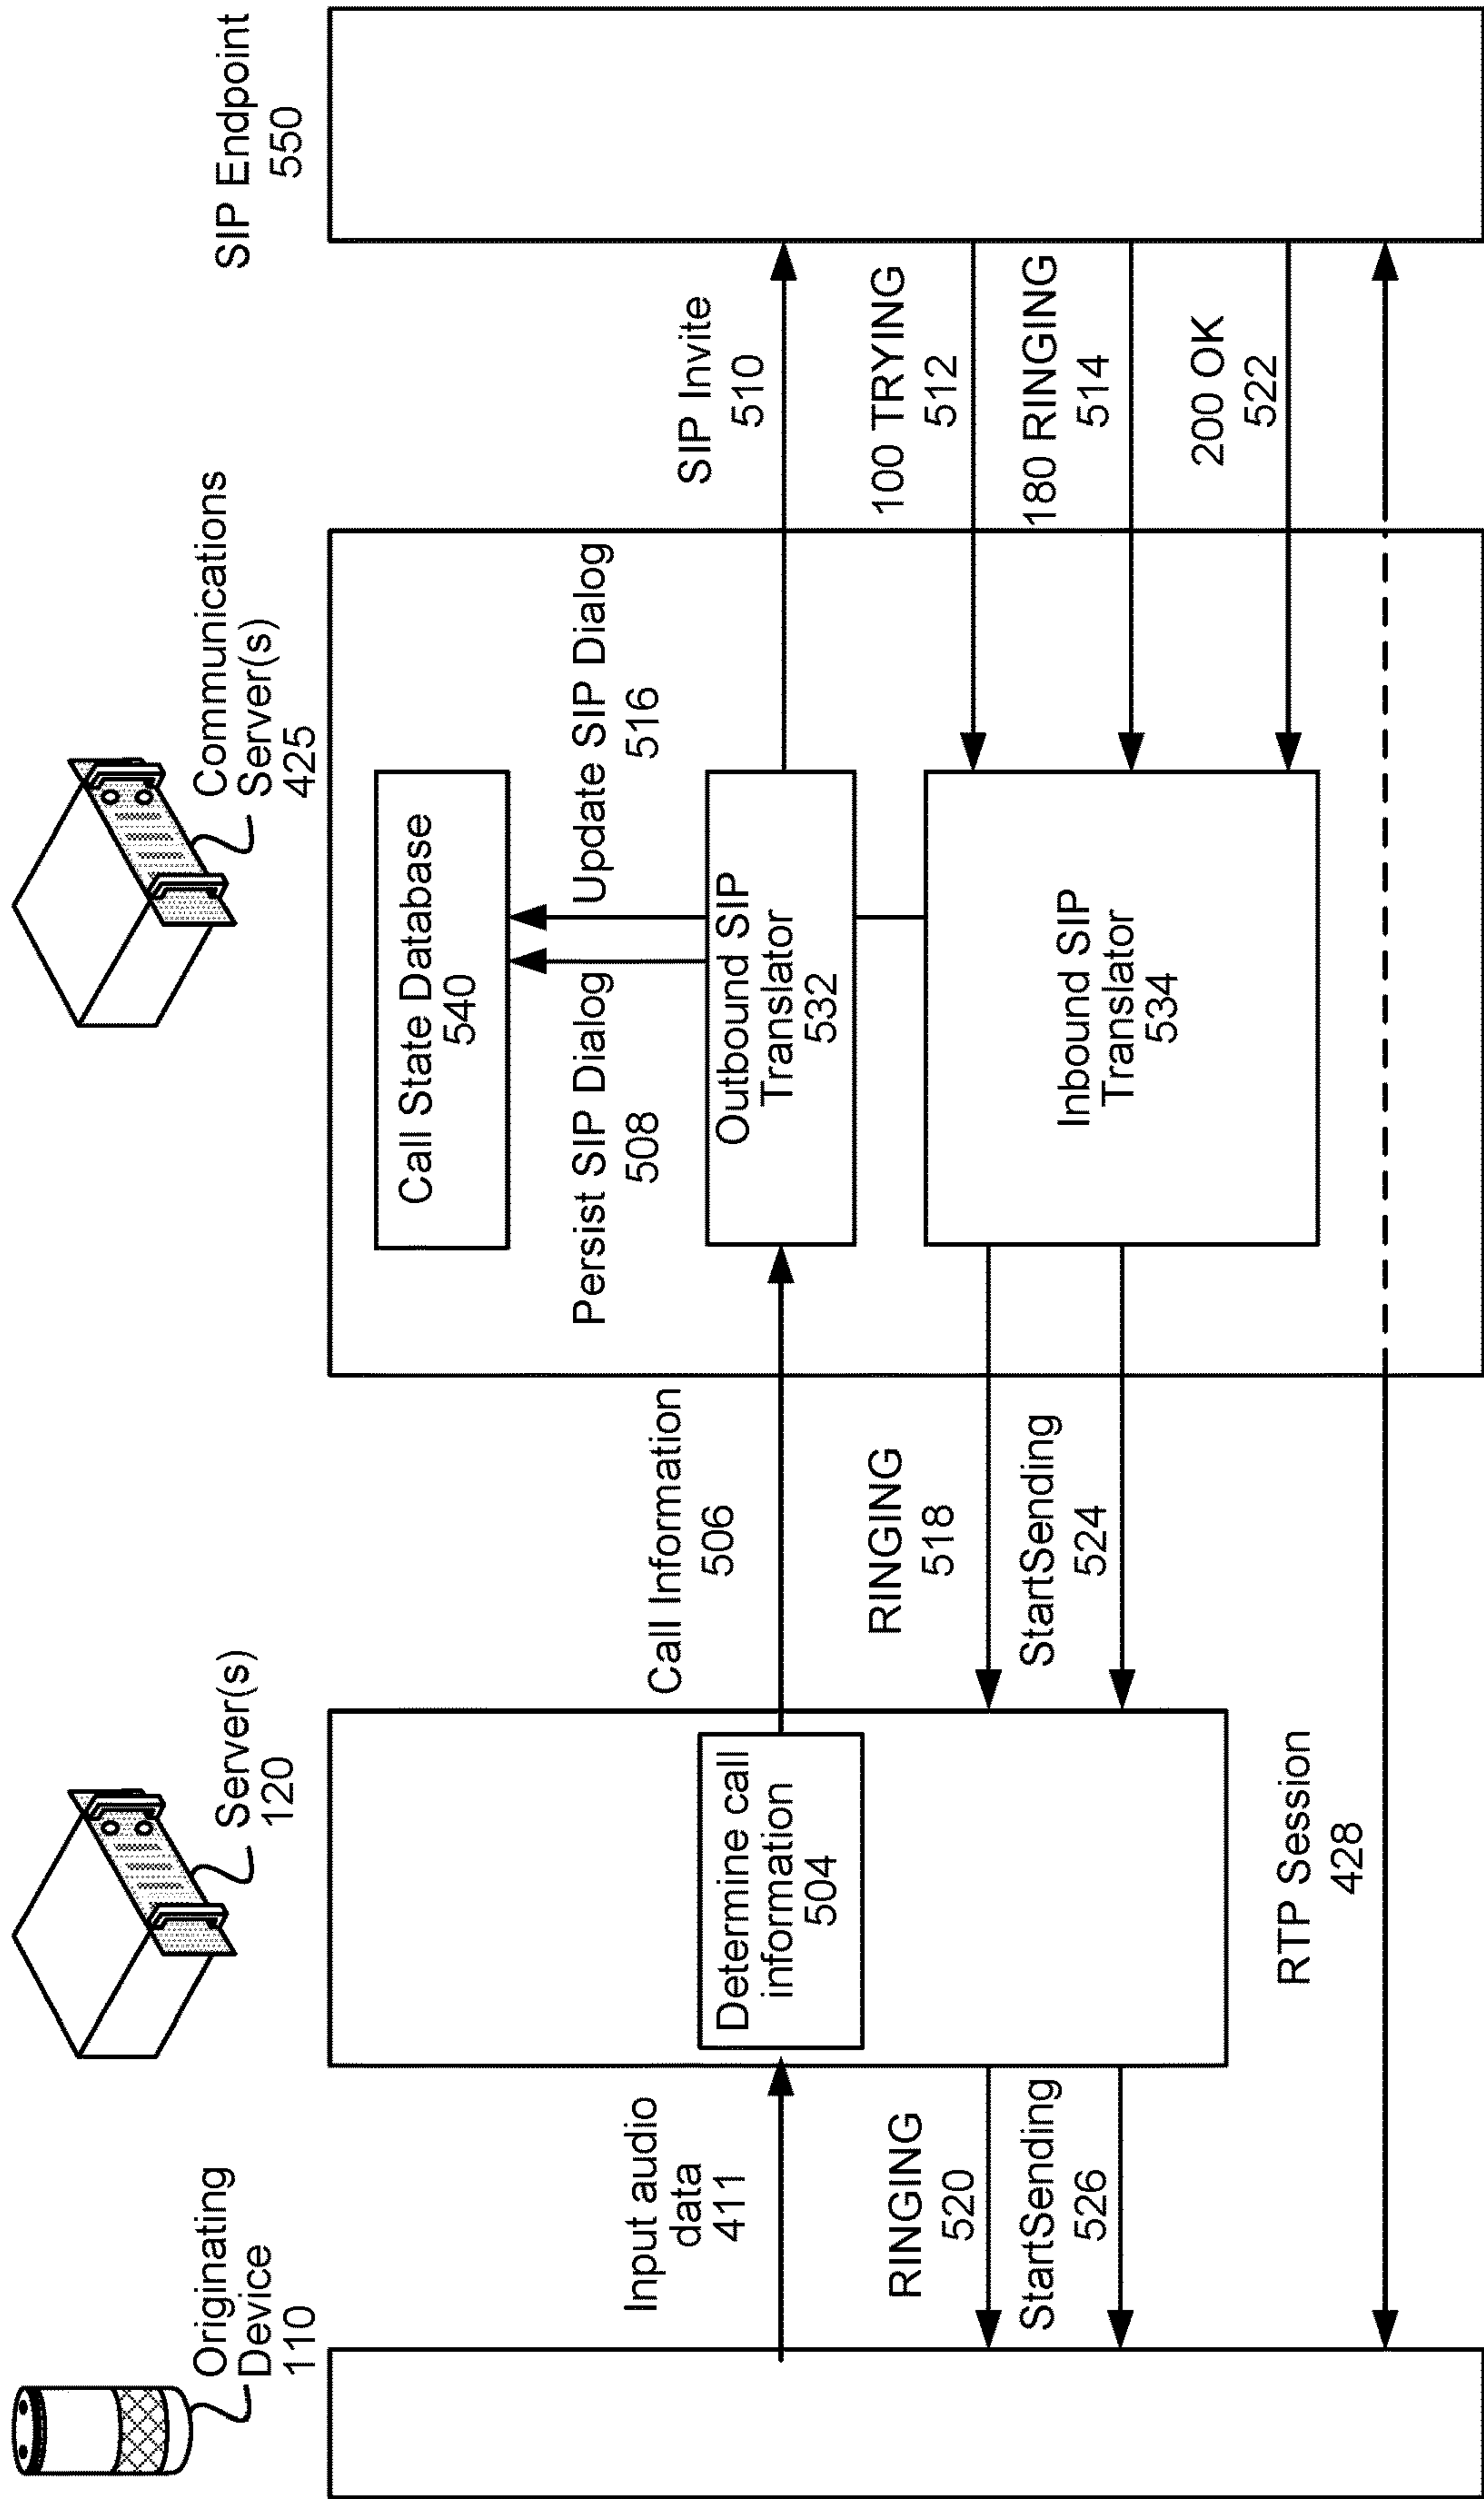 Originating
Device
110
Server(s)
120
Communications
Server(s)
425
SIP Endpoint
550
Call State Database
540
Persist SIP Dialog
508
Update SIP Dialog
516
Input audio
data
411
Determine call
information
504
Call Information
506
Outbound SIP
Translator
532
SIP Invite
510
RINGING
520
StartSending
526
RINGING
518
StartSending
524
Inbound SIP
Translator
534
100 TRYING
512
180 RINGING
514
200 OK
522
RTP Session
428